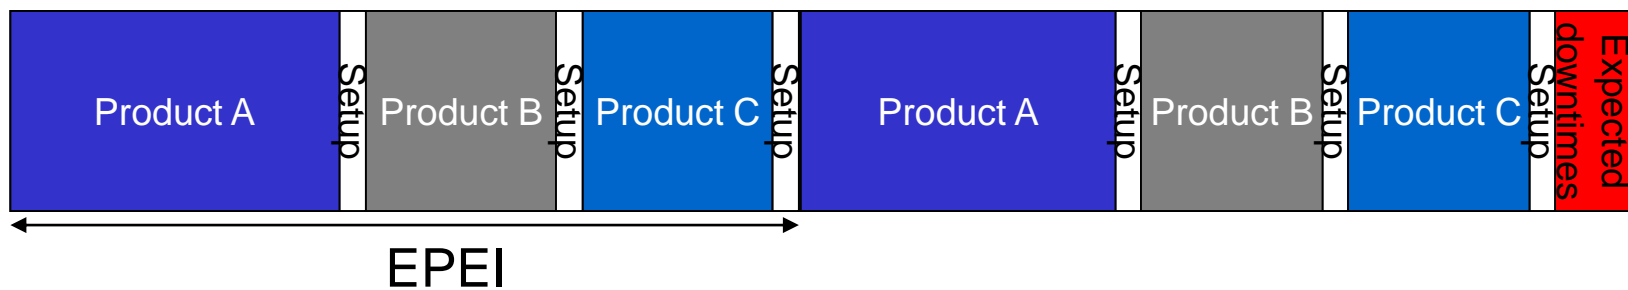 Product A
Setup
Product B
Setup
Product C
Setup
Product A
Setup
Product B
Setup
Product C
Setup
Expected
downtimes
EPEI